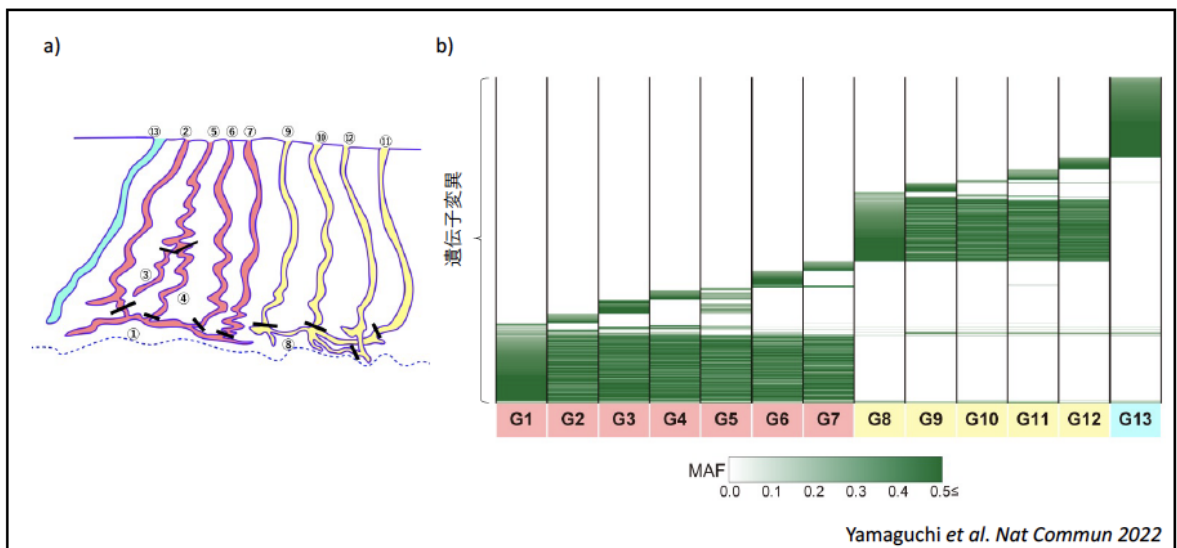 a)
⑬ ② ⑤ ⑥ ⑦ ⑨ ⑩ ⑫ ⑪
③
④
①
⑧
b)
遺伝子変異
G1 G2 G3 G4 G5 G6 G7 G8 G9 G10 G11 G12 G13
MAF
0.0 0.1 0.2 0.3 0.4 0.5≤
Yamaguchi et al. Nat Commun 2022